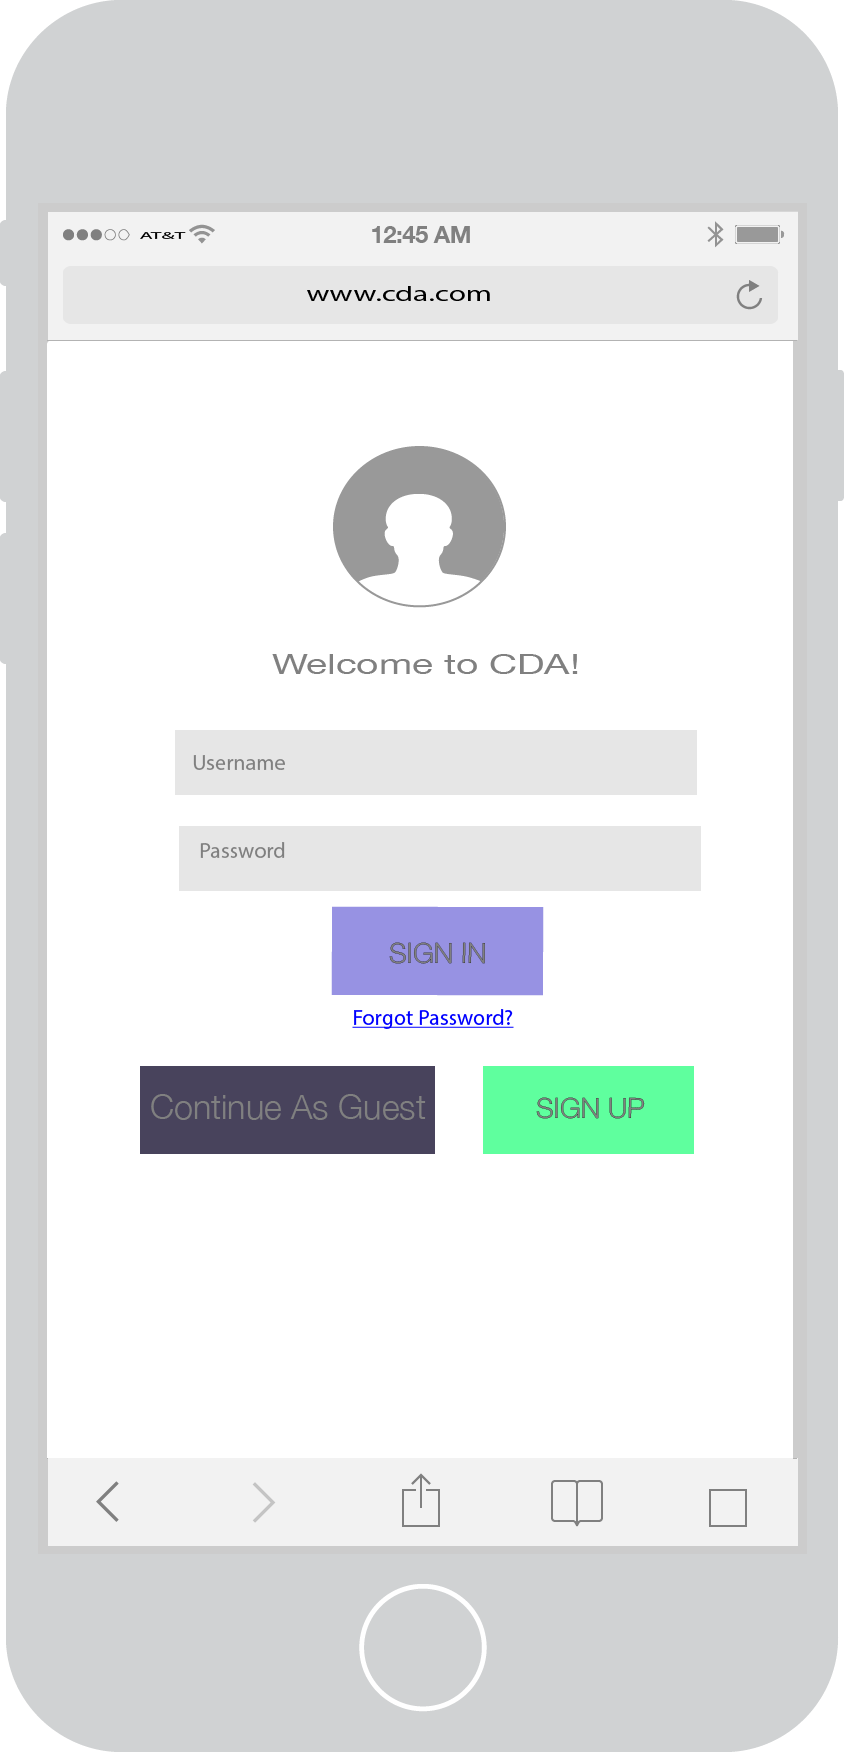 AT&T 12:45 AM
www.cda.com
Welcome to CDA!
Username
Password
SIGN IN
Forgot Password?
Continue As Guest SIGN UP